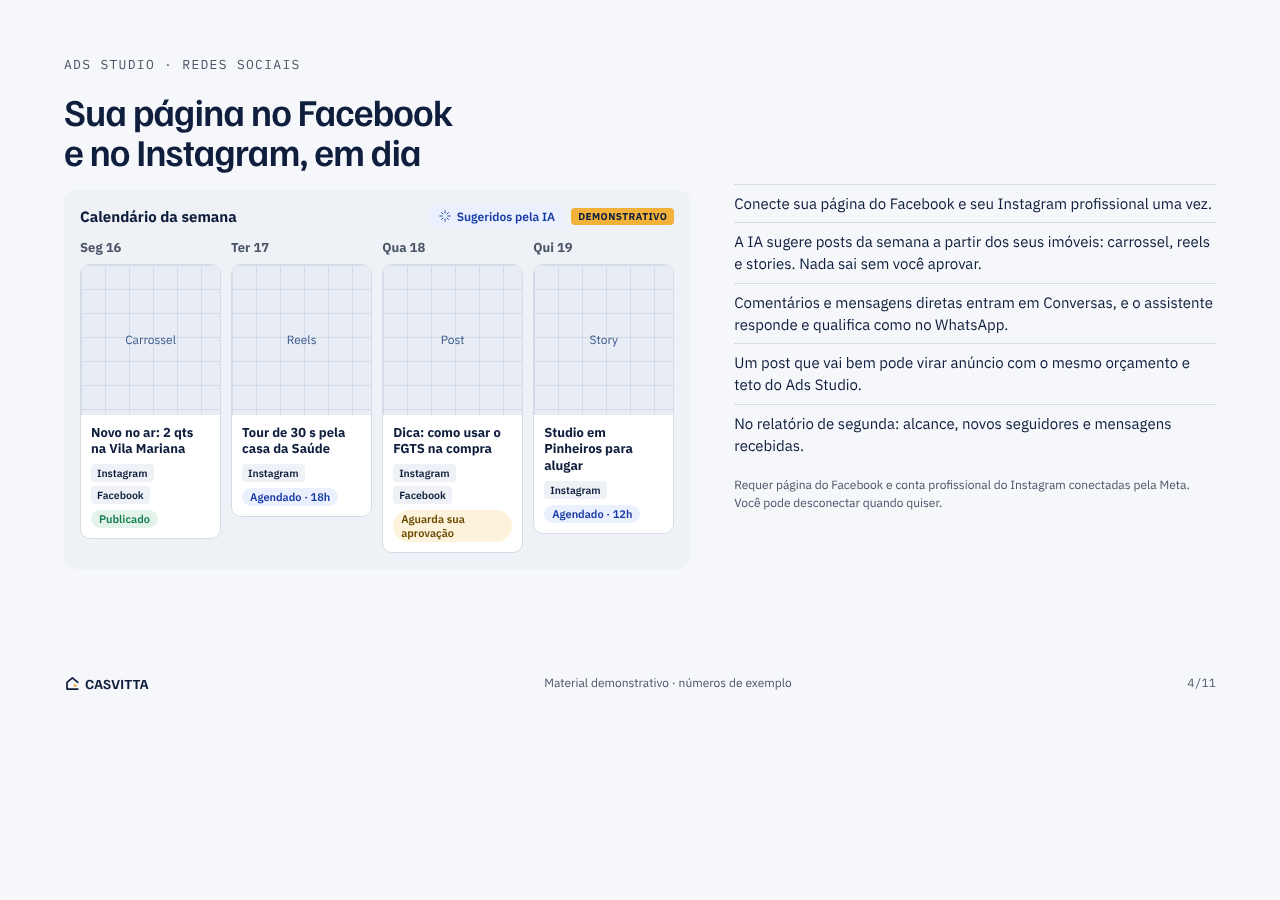 ADS STUDIO · REDES SOCIAIS
Sua página no Facebook
e no Instagram, em dia
Calendário da semana
Sugeridos pela IA
DEMONSTRATIVO
Seg 16
Carrossel
Novo no ar: 2 qts
na Vila Mariana
Instagram
Facebook
Publicado
Ter 17
Reels
Tour de 30 s pela
casa da Saúde
Instagram
Agendado · 18h
Qua 18
Post
Dica: como usar o
FGTS na compra
Instagram
Facebook
Aguarda sua
aprovação
Qui 19
Story
Studio em
Pinheiros para
alugar
Instagram
Agendado · 12h
Conecte sua página do Facebook e seu Instagram profissional uma vez.
A IA sugere posts da semana a partir dos seus imóveis: carrossel, reels
e stories. Nada sai sem você aprovar.
Comentários e mensagens diretas entram em Conversas, e o assistente
responde e qualifica como no WhatsApp.
Um post que vai bem pode virar anúncio com o mesmo orçamento e
teto do Ads Studio.
No relatório de segunda: alcance, novos seguidores e mensagens
recebidas.
Requer página do Facebook e conta profissional do Instagram conectadas pela Meta.
Você pode desconectar quando quiser.
CASVITTA
Material demonstrativo · números de exemplo
4/11